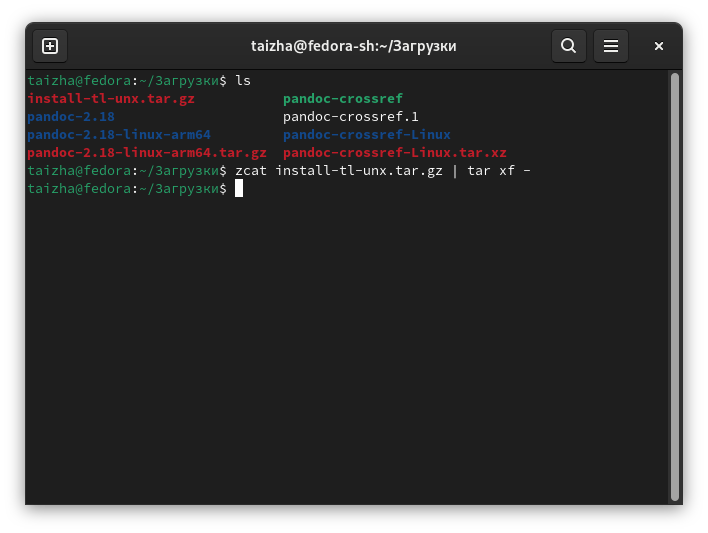 taizha@fedora-sh:~/Загрузки
taizha@fedora:~/Загрузки$ ls
install-tl-unx.tar.gz pandoc-crossref
pandoc-2.18 pandoc-crossref.1
pandoc-2.18-linux-arm64 pandoc-crossref-Linux
pandoc-2.18-linux-arm64.tar.gz pandoc-crossref-Linux.tar.xz
taizha@fedora:~/Загрузки$ zcat install-tl-unx.tar.gz | tar xf -
taizha@fedora:~/Загрузки$